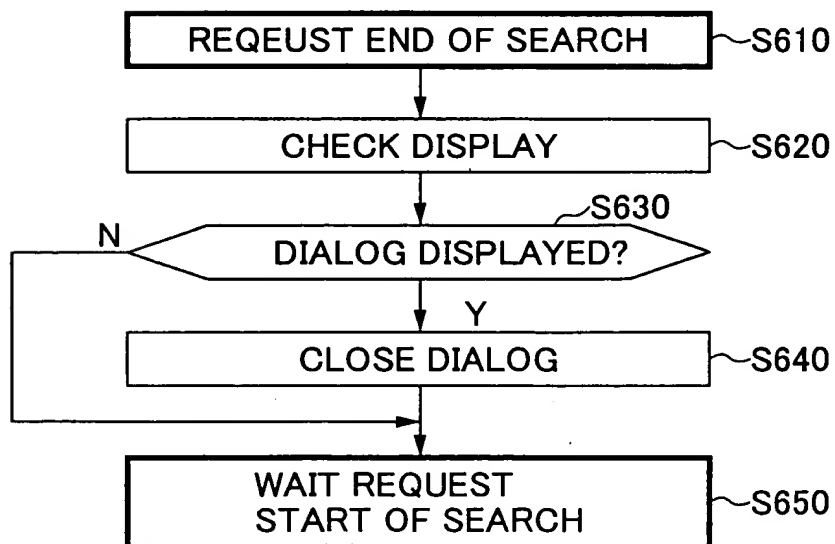 REQEUST END OF SEARCH S610
CHECK DISPLAY S620
S630
N
DIALOG DISPLAYED?
Y
CLOSE DIALOG S640
WAIT REQUEST
START OF SEARCH S650